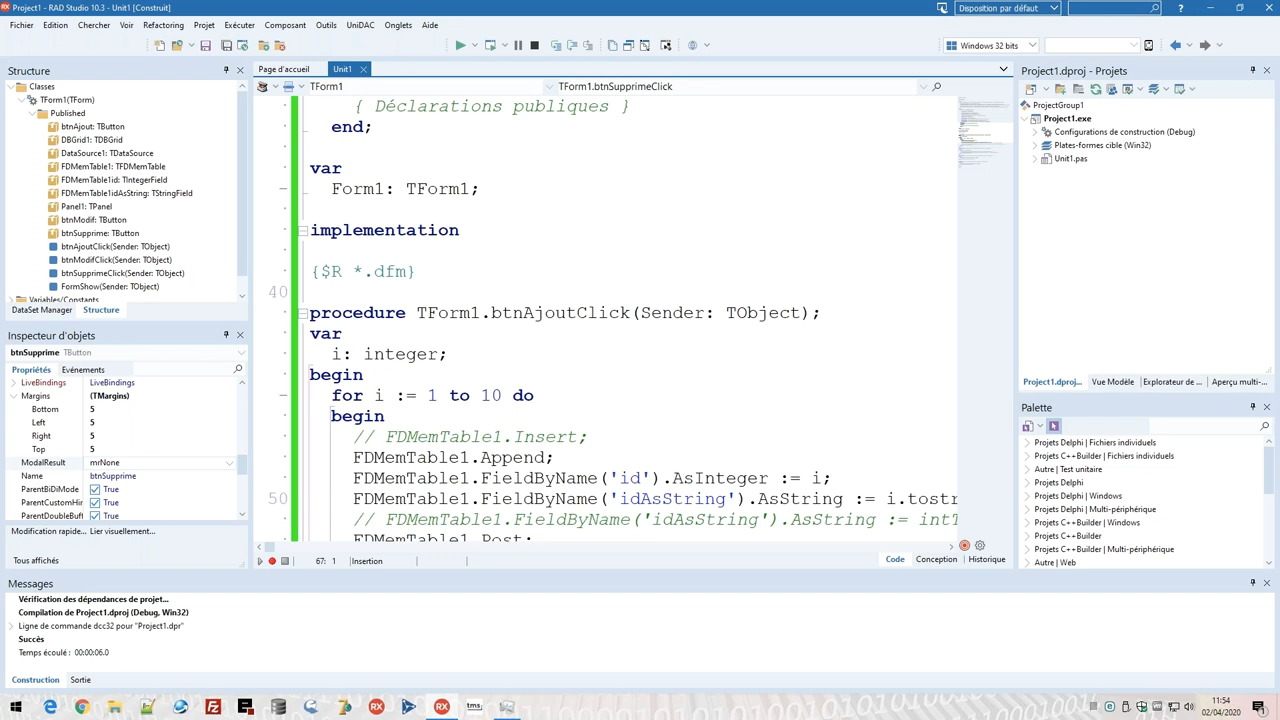 Project1 - RAD Studio 10.3 - Unit1 [Construit]
Disposition par défaut
Fichier Edition Chercher Voir Refactoring Projet Exécuter Composant Outils UniDAC Onglets Aide
Windows 32 bits
Structure
Classes
TForm1(TForm)
Published
btnAjout: TButton
DBGrid1: TDBGrid
DataSource1: TDataSource
FDMemTable1: TFDMemTable
FDMemTable1id: TIntegerField
FDMemTable1idAsString: TStringField
Panel1: TPanel
btnModif: TButton
btnSupprime: TButton
btnAjoutClick(Sender: TObject)
btnModifClick(Sender: TObject)
btnSupprimeClick(Sender: TObject)
FormShow(Sender: TObject)
Variables/Constants
DataSet Manager Structure
Inspecteur d'objets
btnSupprime TButton
Propriétés Evénements
LiveBindings LiveBindings
Margins (TMargins)
Bottom 5
Left 5
Right 5
Top 5
ModalResult mrNone
Name btnSupprime
ParentBiDiMode True
ParentCustomHin True
ParentDoubleBuff True
Modification rapide... Lier visuellement...
Tous affichés
Page d'accueil Unit1
TForm1 TForm1.btnSupprimeClick
{ Déclarations publiques }
end;
var
Form1: TForm1;
implementation
{$R *.dfm}
40
procedure TForm1.btnAjoutClick(Sender: TObject);
var
i: integer;
begin
for i := 1 to 10 do
begin
// FDMemTable1.Insert;
FDMemTable1.Append;
FDMemTable1.FieldByName('id').AsInteger := i;
50 FDMemTable1.FieldByName('idAsString').AsString := i.tostr
// FDMemTable1.FieldByName('idAsString').AsString := intT
FDMemTable1.Post;
67: 1 Insertion
Code Conception Historique
Project1.dproj - Projets
ProjectGroup1
Project1.exe
Configurations de construction (Debug)
Plates-formes cible (Win32)
Unit1.pas
Project1.dproj... Vue Modèle Explorateur de ... Aperçu multi-...
Palette
Projets Delphi | Fichiers individuels
Projets C++Builder | Fichiers individuels
Autre | Test unitaire
Projets Delphi
Projets Delphi | Windows
Projets Delphi | Multi-périphérique
Projets C++Builder | Windows
Projets C++Builder
Projets C++Builder | Multi-périphérique
Autre | Web
Messages
Vérification des dépendances de projet...
Compilation de Project1.dproj (Debug, Win32)
Ligne de commande dcc32 pour "Project1.dpr"
Succès
Temps écoulé : 00:00:06.0
Construction Sortie
11:54
02/04/2020